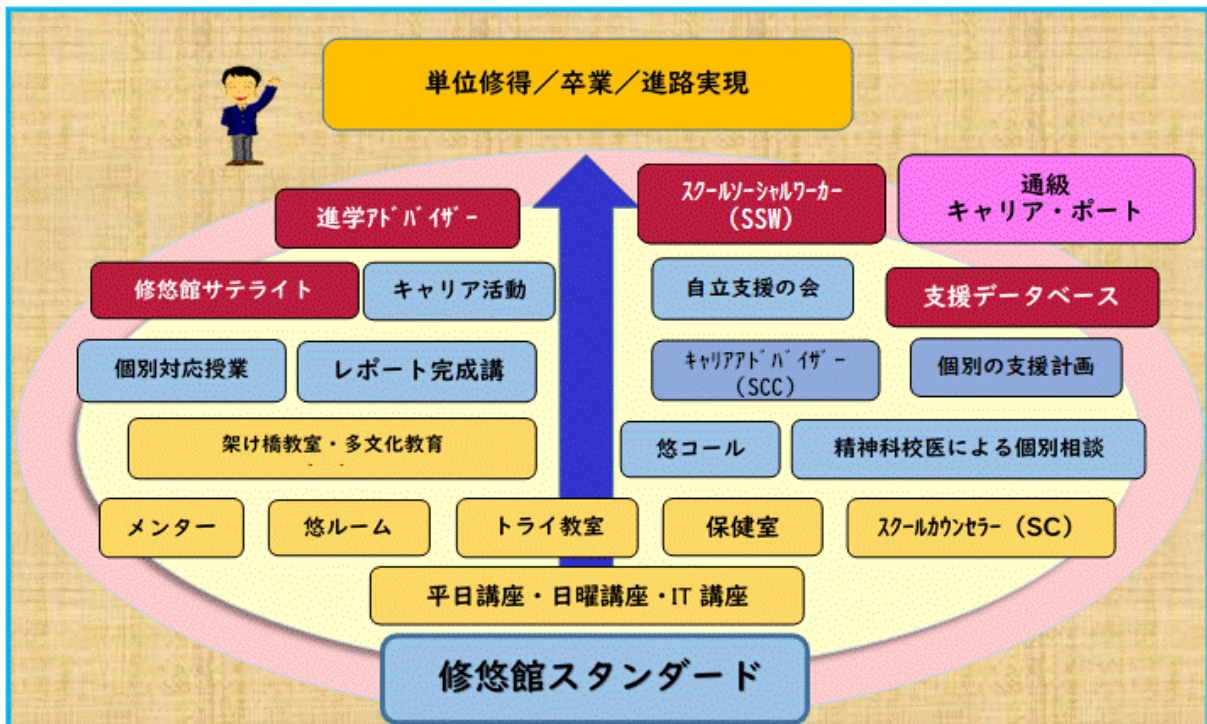 単位修得／卒業／進路実現
進学ｱﾄﾞﾊﾞｲｻﾞｰ
ｽｸｰﾙｿｰｼｬﾙﾜｰｶｰ
（SSW）
通級
キャリア・ポート
修悠館サテライト
キャリア活動
自立支援の会
支援データベース
個別対応授業
レポート完成講
ｷｬﾘｱｱﾄﾞﾊﾞｲｻﾞｰ
（SCC）
個別の支援計画
架け橋教室・多文化教育
悠コール
精神科校医による個別相談
メンター
悠ルーム
トライ教室
保健室
ｽｸｰﾙｶｳﾝｾﾗｰ（SC）
平日講座・日曜講座・IT 講座
修悠館スタンダード